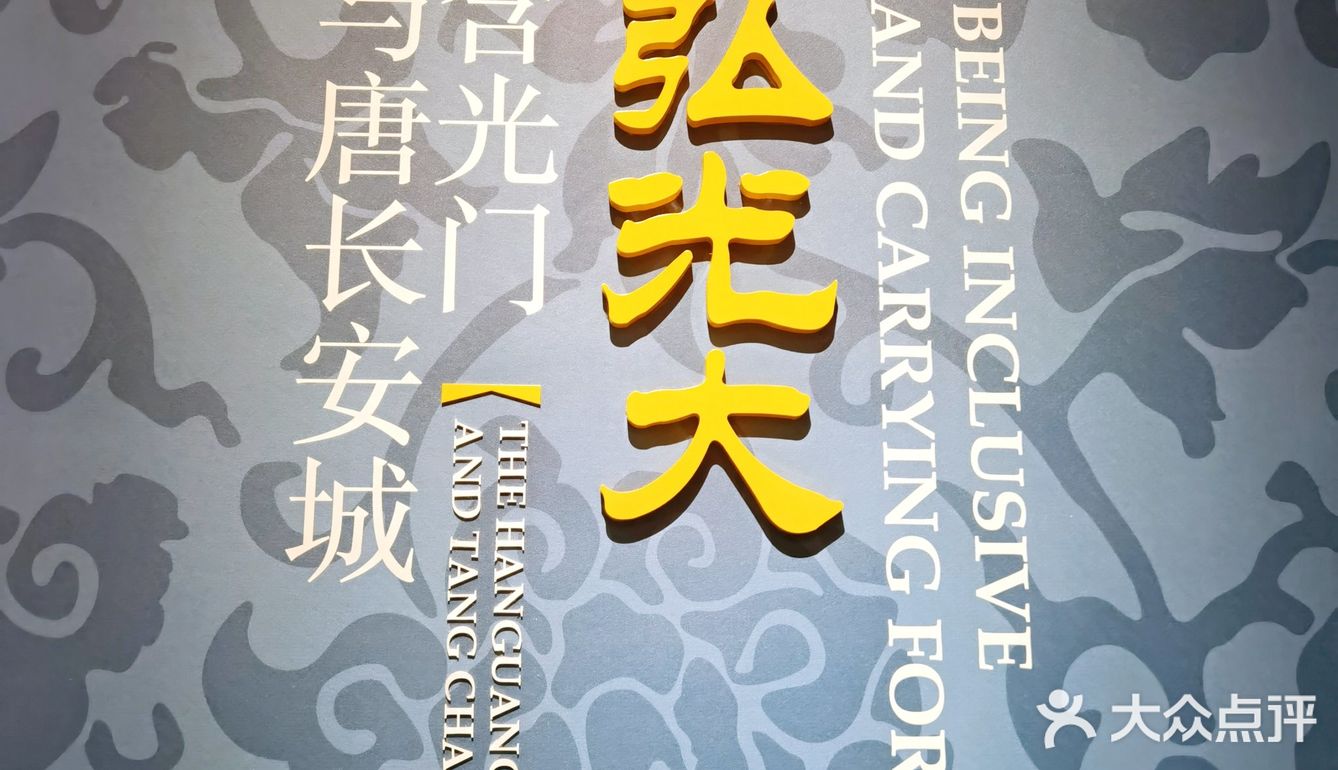 BEING INCLUSIVE
AND CARRYING FOR
弘光大
含光门
与唐长安城
THE HANGUANG
AND TANG CHA
大众点评